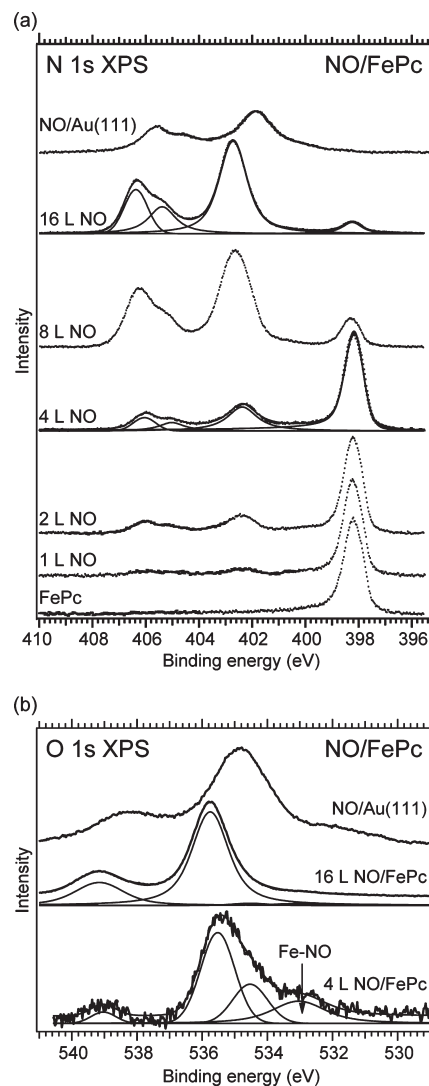 (a)
N 1s XPS NO/FePc
NO/Au(111)
16 L NO
8 L NO
4 L NO
2 L NO
1 L NO
FePc
Intensity
410 408 406 404 402 400 398 396
Binding energy (eV)
(b)
O 1s XPS NO/FePc
NO/Au(111)
16 L NO/FePc
Fe-NO
4 L NO/FePc
Intensity
540 538 536 534 532 530
Binding energy (eV)